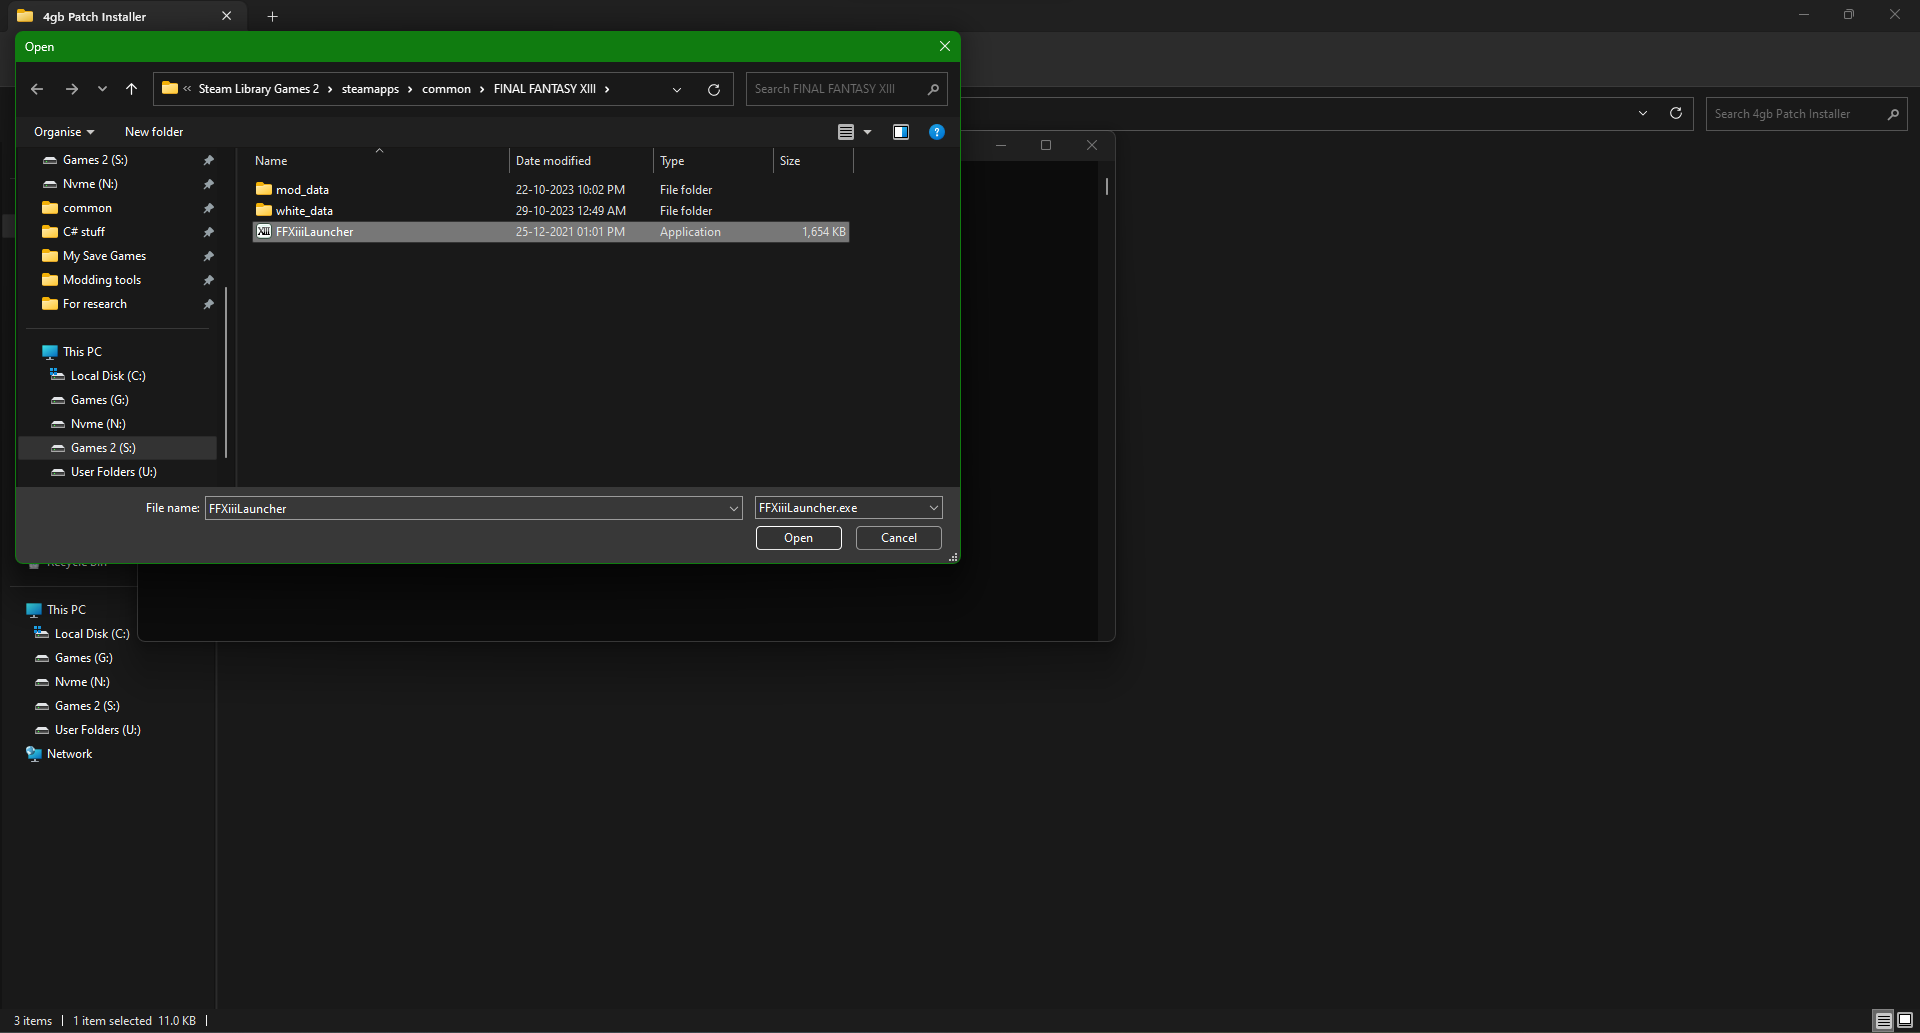 4gb Patch Installer
Open
« Steam Library Games 2 › steamapps › common › FINAL FANTASY XIII ›
Search FINAL FANTASY XIII
Search 4gb Patch Installer
Organise
New folder
Name Date modified Type Size
mod_data 22-10-2023 10:02 PM File folder
white_data 29-10-2023 12:49 AM File folder
FFXiiiLauncher 25-12-2021 01:01 PM Application 1,654 KB
Games 2 (S:)
Nvme (N:)
common
C# stuff
My Save Games
Modding tools
For research
This PC
Local Disk (C:)
Games (G:)
Nvme (N:)
Games 2 (S:)
User Folders (U:)
File name: FFXiiiLauncher FFXiiiLauncher.exe
Open Cancel
Recycle Bin
This PC
Local Disk (C:)
Games (G:)
Nvme (N:)
Games 2 (S:)
User Folders (U:)
Network
3 items | 1 item selected 11.0 KB |